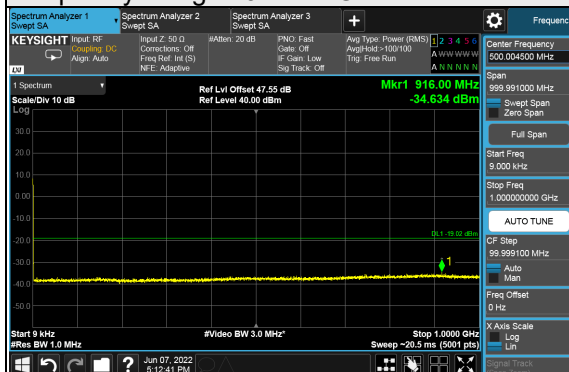 Spectrum Analyzer 1
Swept SA
Spectrum Analyzer 2
Swept SA
Spectrum Analyzer 3
Swept SA
+
Frequenc
KEYSIGHT
Input: RF
Coupling: DC
Align: Auto
Input Z: 50 Ω
Corrections: Off
Freq Ref: Int (S)
NFE: Adaptive
#Atten: 20 dB
PNO: Fast
Gate: Off
IF Gain: Low
Sig Track: Off
Avg Type: Power (RMS)
Avg|Hold:>100/100
Trig: Free Run
1 2 3 4 5 6
A W W W W W
A N N N N N
LXI
1 Spectrum
Scale/Div 10 dB
Log
Ref Lvl Offset 47.55 dB
Ref Level 40.00 dBm
Mkr1 916.00 MHz
-34.634 dBm
30.0
20.0
10.0
0.00
-10.0
-20.0
-30.0
-40.0
-50.0
DL1 -19.02 dBm
1
Start 9 kHz
#Res BW 1.0 MHz
#Video BW 3.0 MHz*
Stop 1.0000 GHz
Sweep ~20.5 ms (5001 pts)
?
Jun 07, 2022
5:12:41 PM
Center Frequency
500.004500 MHz
Span
999.991000 MHz
Swept Span
Zero Span
Full Span
Start Freq
9.000 kHz
Stop Freq
1.000000000 GHz
AUTO TUNE
CF Step
99.999100 MHz
Auto
Man
Freq Offset
0 Hz
X Axis Scale
Log
Lin
Signal Track